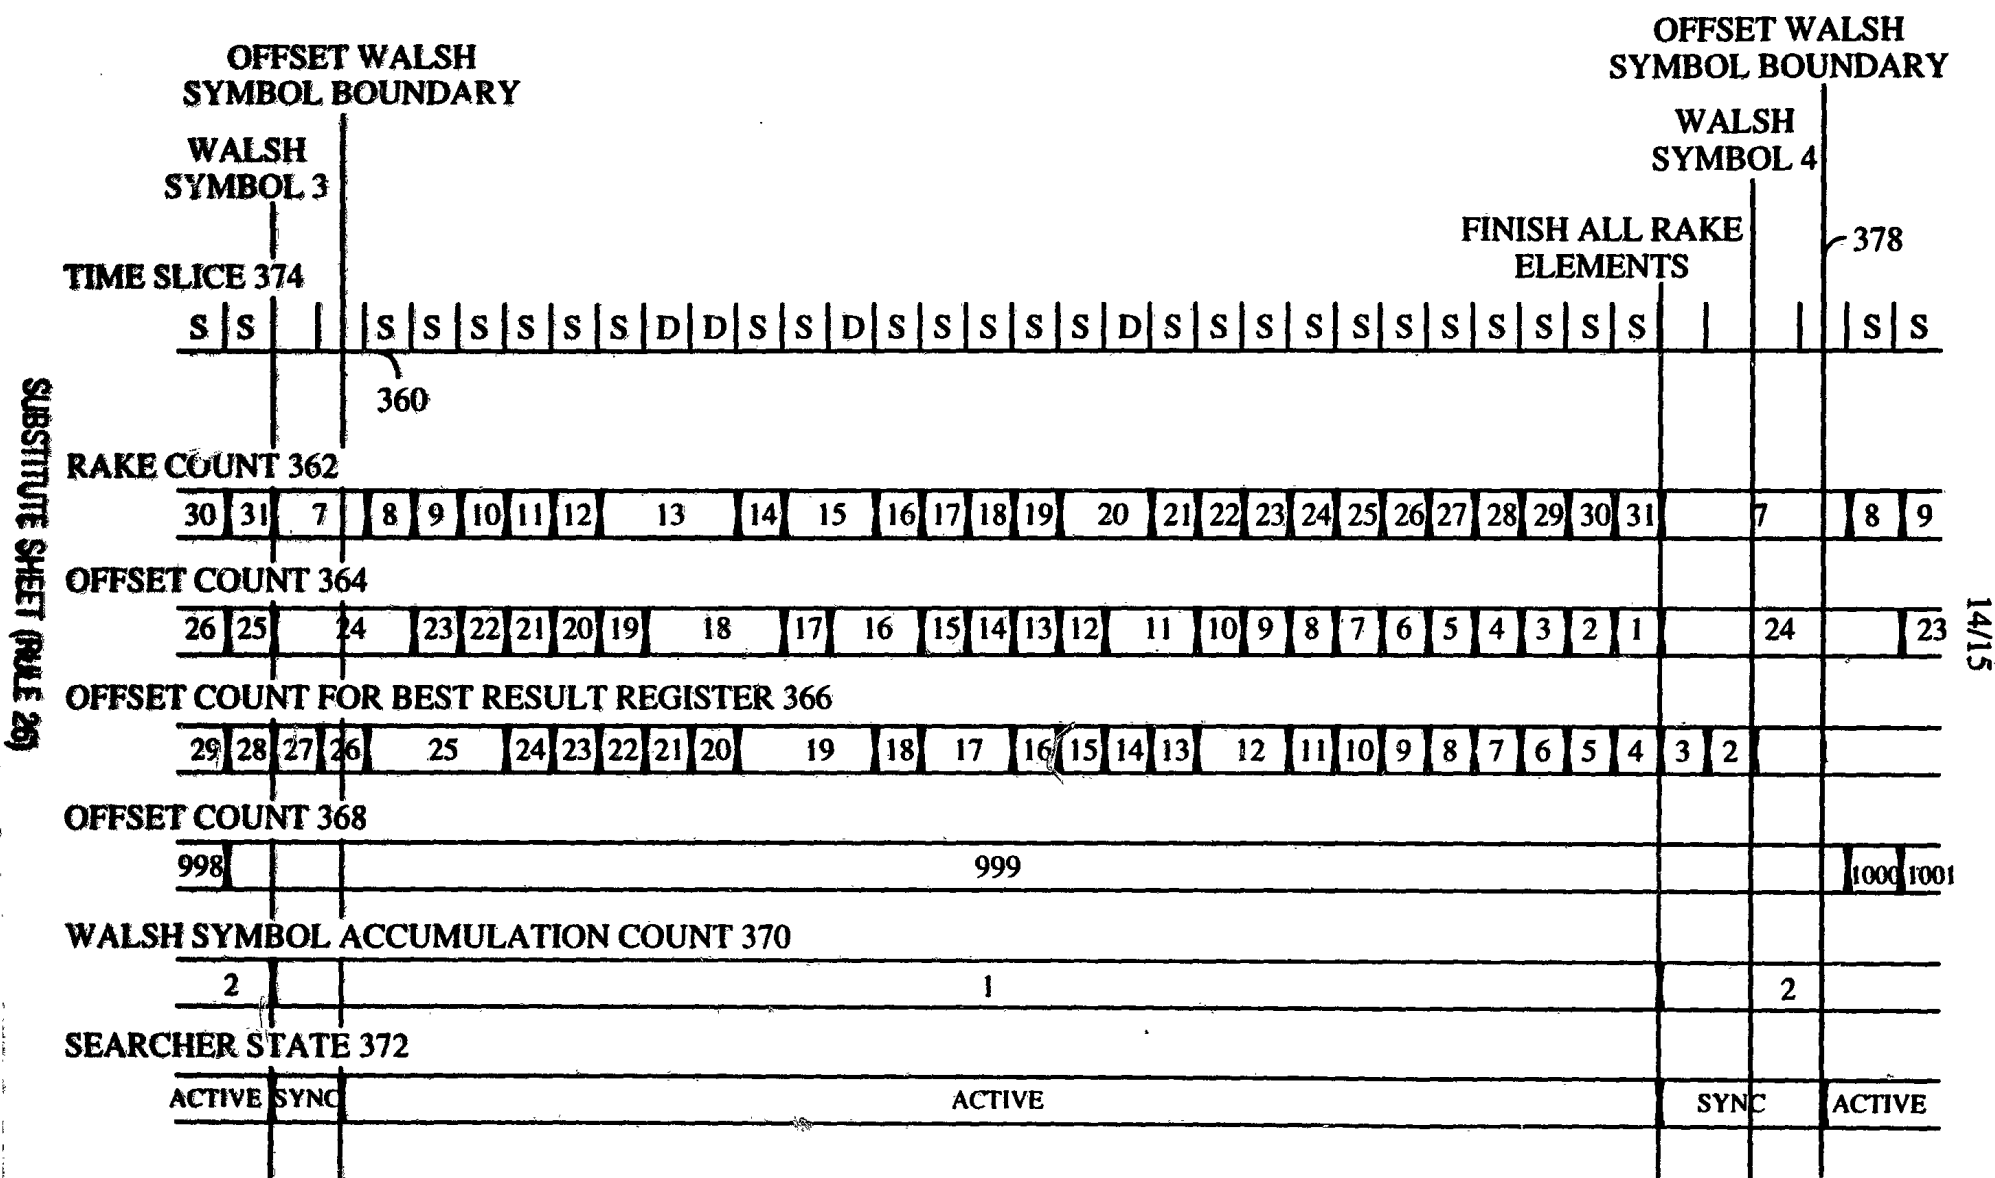 OFFSET WALSH
SYMBOL BOUNDARY
OFFSET WALSH
SYMBOL BOUNDARY
WALSH
SYMBOL 3
WALSH
SYMBOL 4
FINISH ALL RAKE
ELEMENTS
378
TIME SLICE 374
S S S S S S S S D D S S D S S S S S D S S S S S S S S S S S S S
360
RAKE COUNT 362
30 31 7 8 9 10 11 12 13 14 15 16 17 18 19 20 21 22 23 24 25 26 27 28 29 30 31 7 8 9
OFFSET COUNT 364
26 25 24 23 22 21 20 19 18 17 16 15 14 13 12 11 10 9 8 7 6 5 4 3 2 1 24 23
OFFSET COUNT FOR BEST RESULT REGISTER 366
29 28 27 26 25 24 23 22 21 20 19 18 17 16 15 14 13 12 11 10 9 8 7 6 5 4 3 2
OFFSET COUNT 368
998 999 1000 1001
WALSH SYMBOL ACCUMULATION COUNT 370
2 1 2
SEARCHER STATE 372
ACTIVE SYNC ACTIVE SYNC ACTIVE
SUBSTITUTE SHEET (RULE 26)
14/15